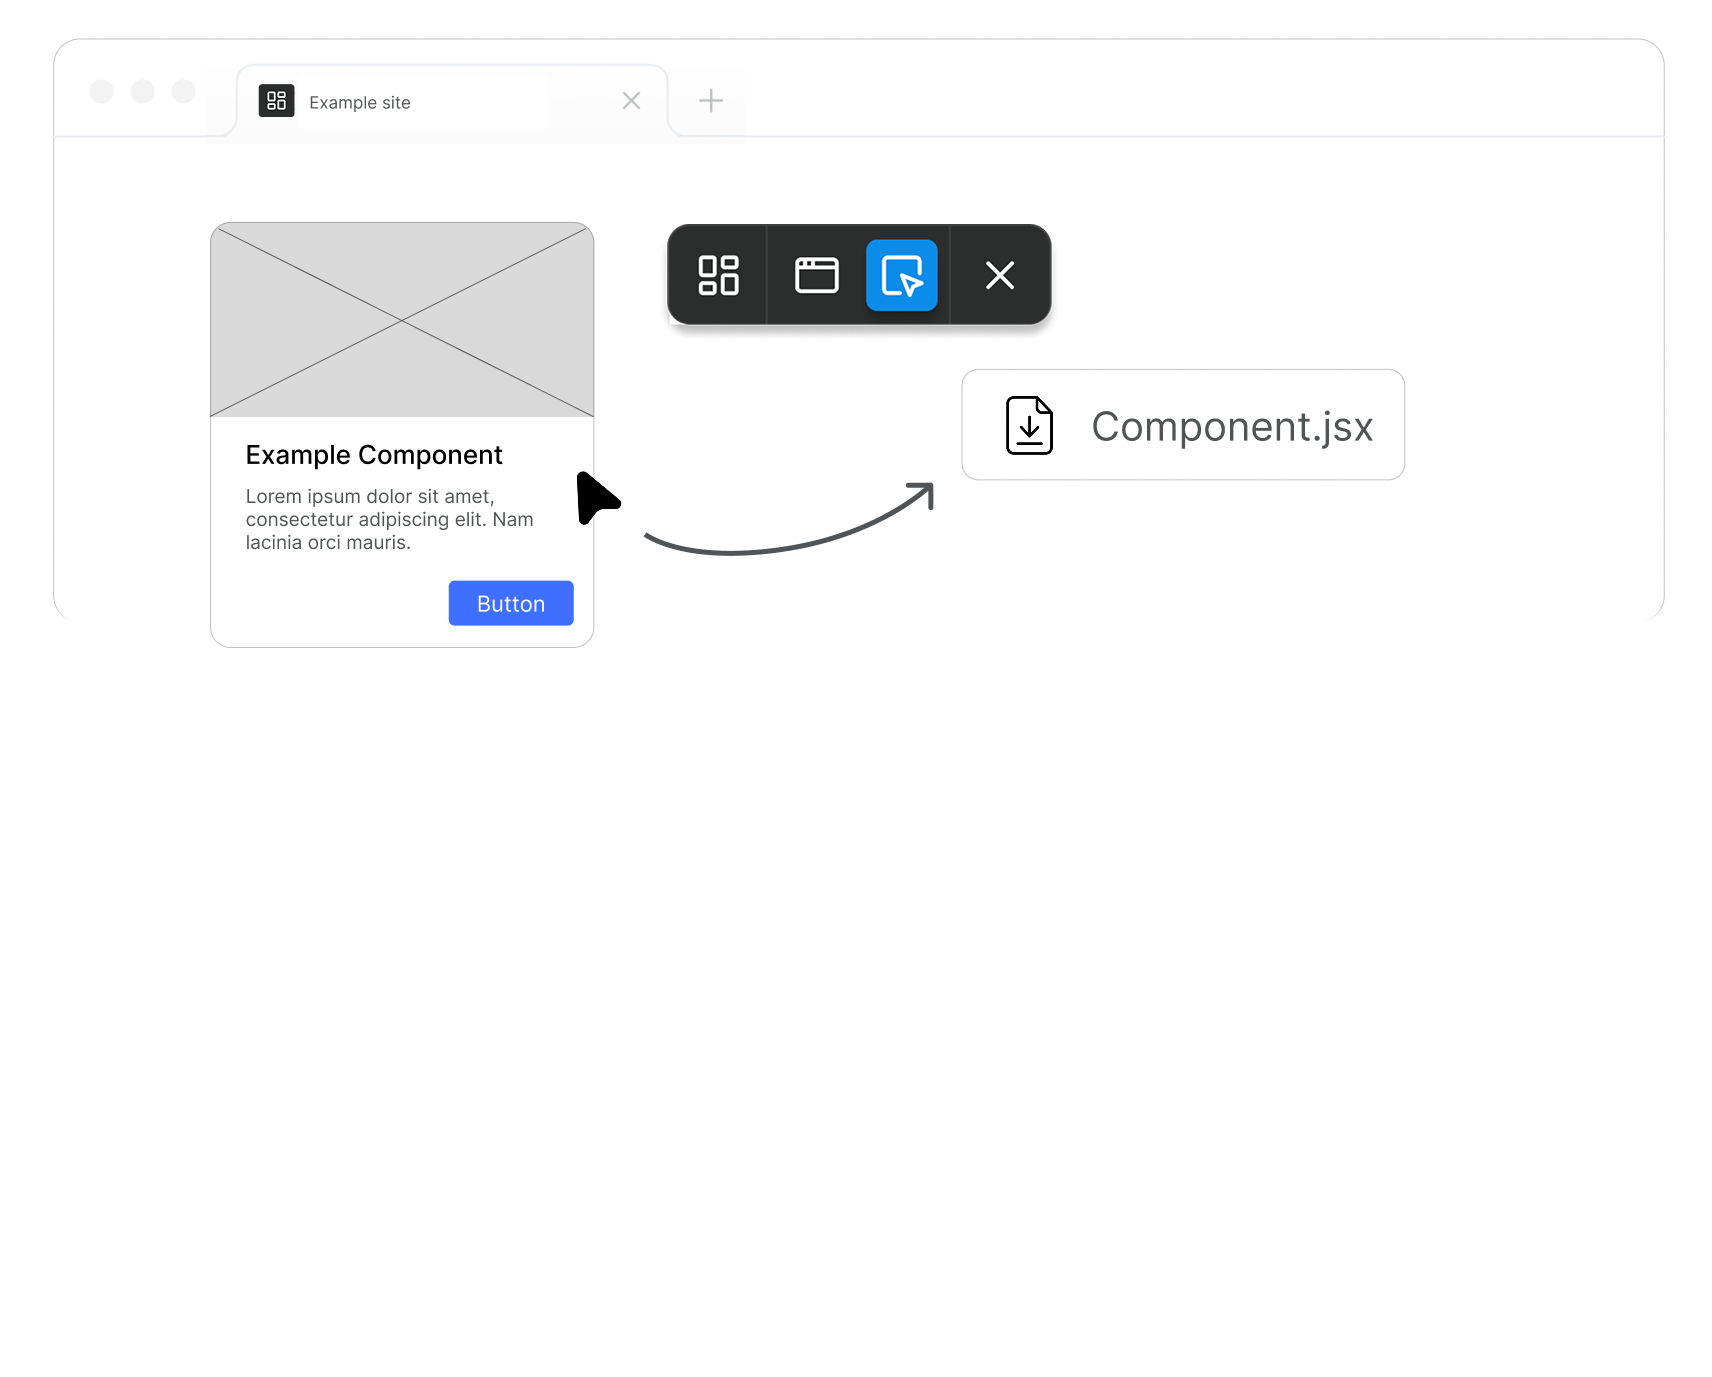 Example site
Example Component
Lorem ipsum dolor sit amet,
consectetur adipiscing elit. Nam
lacinia orci mauris.
Button
Component.jsx